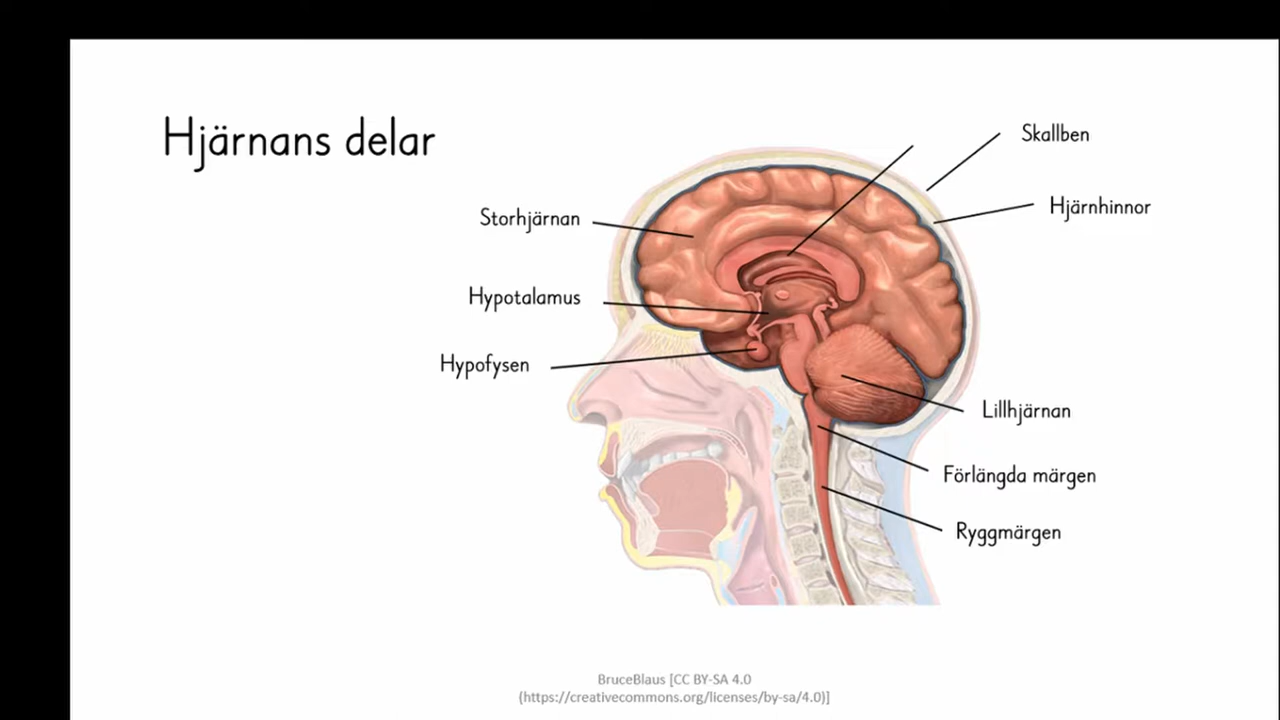 Hjärnans delar
Skallben
Hjärnhinnor
Storhjärnan
Hypotalamus
Hypofysen
Lillhjärnan
Förlängda märgen
Ryggmärgen
BruceBlaus [CC BY-SA 4.0
(https://creativecommons.org/licenses/by-sa/4.0)]